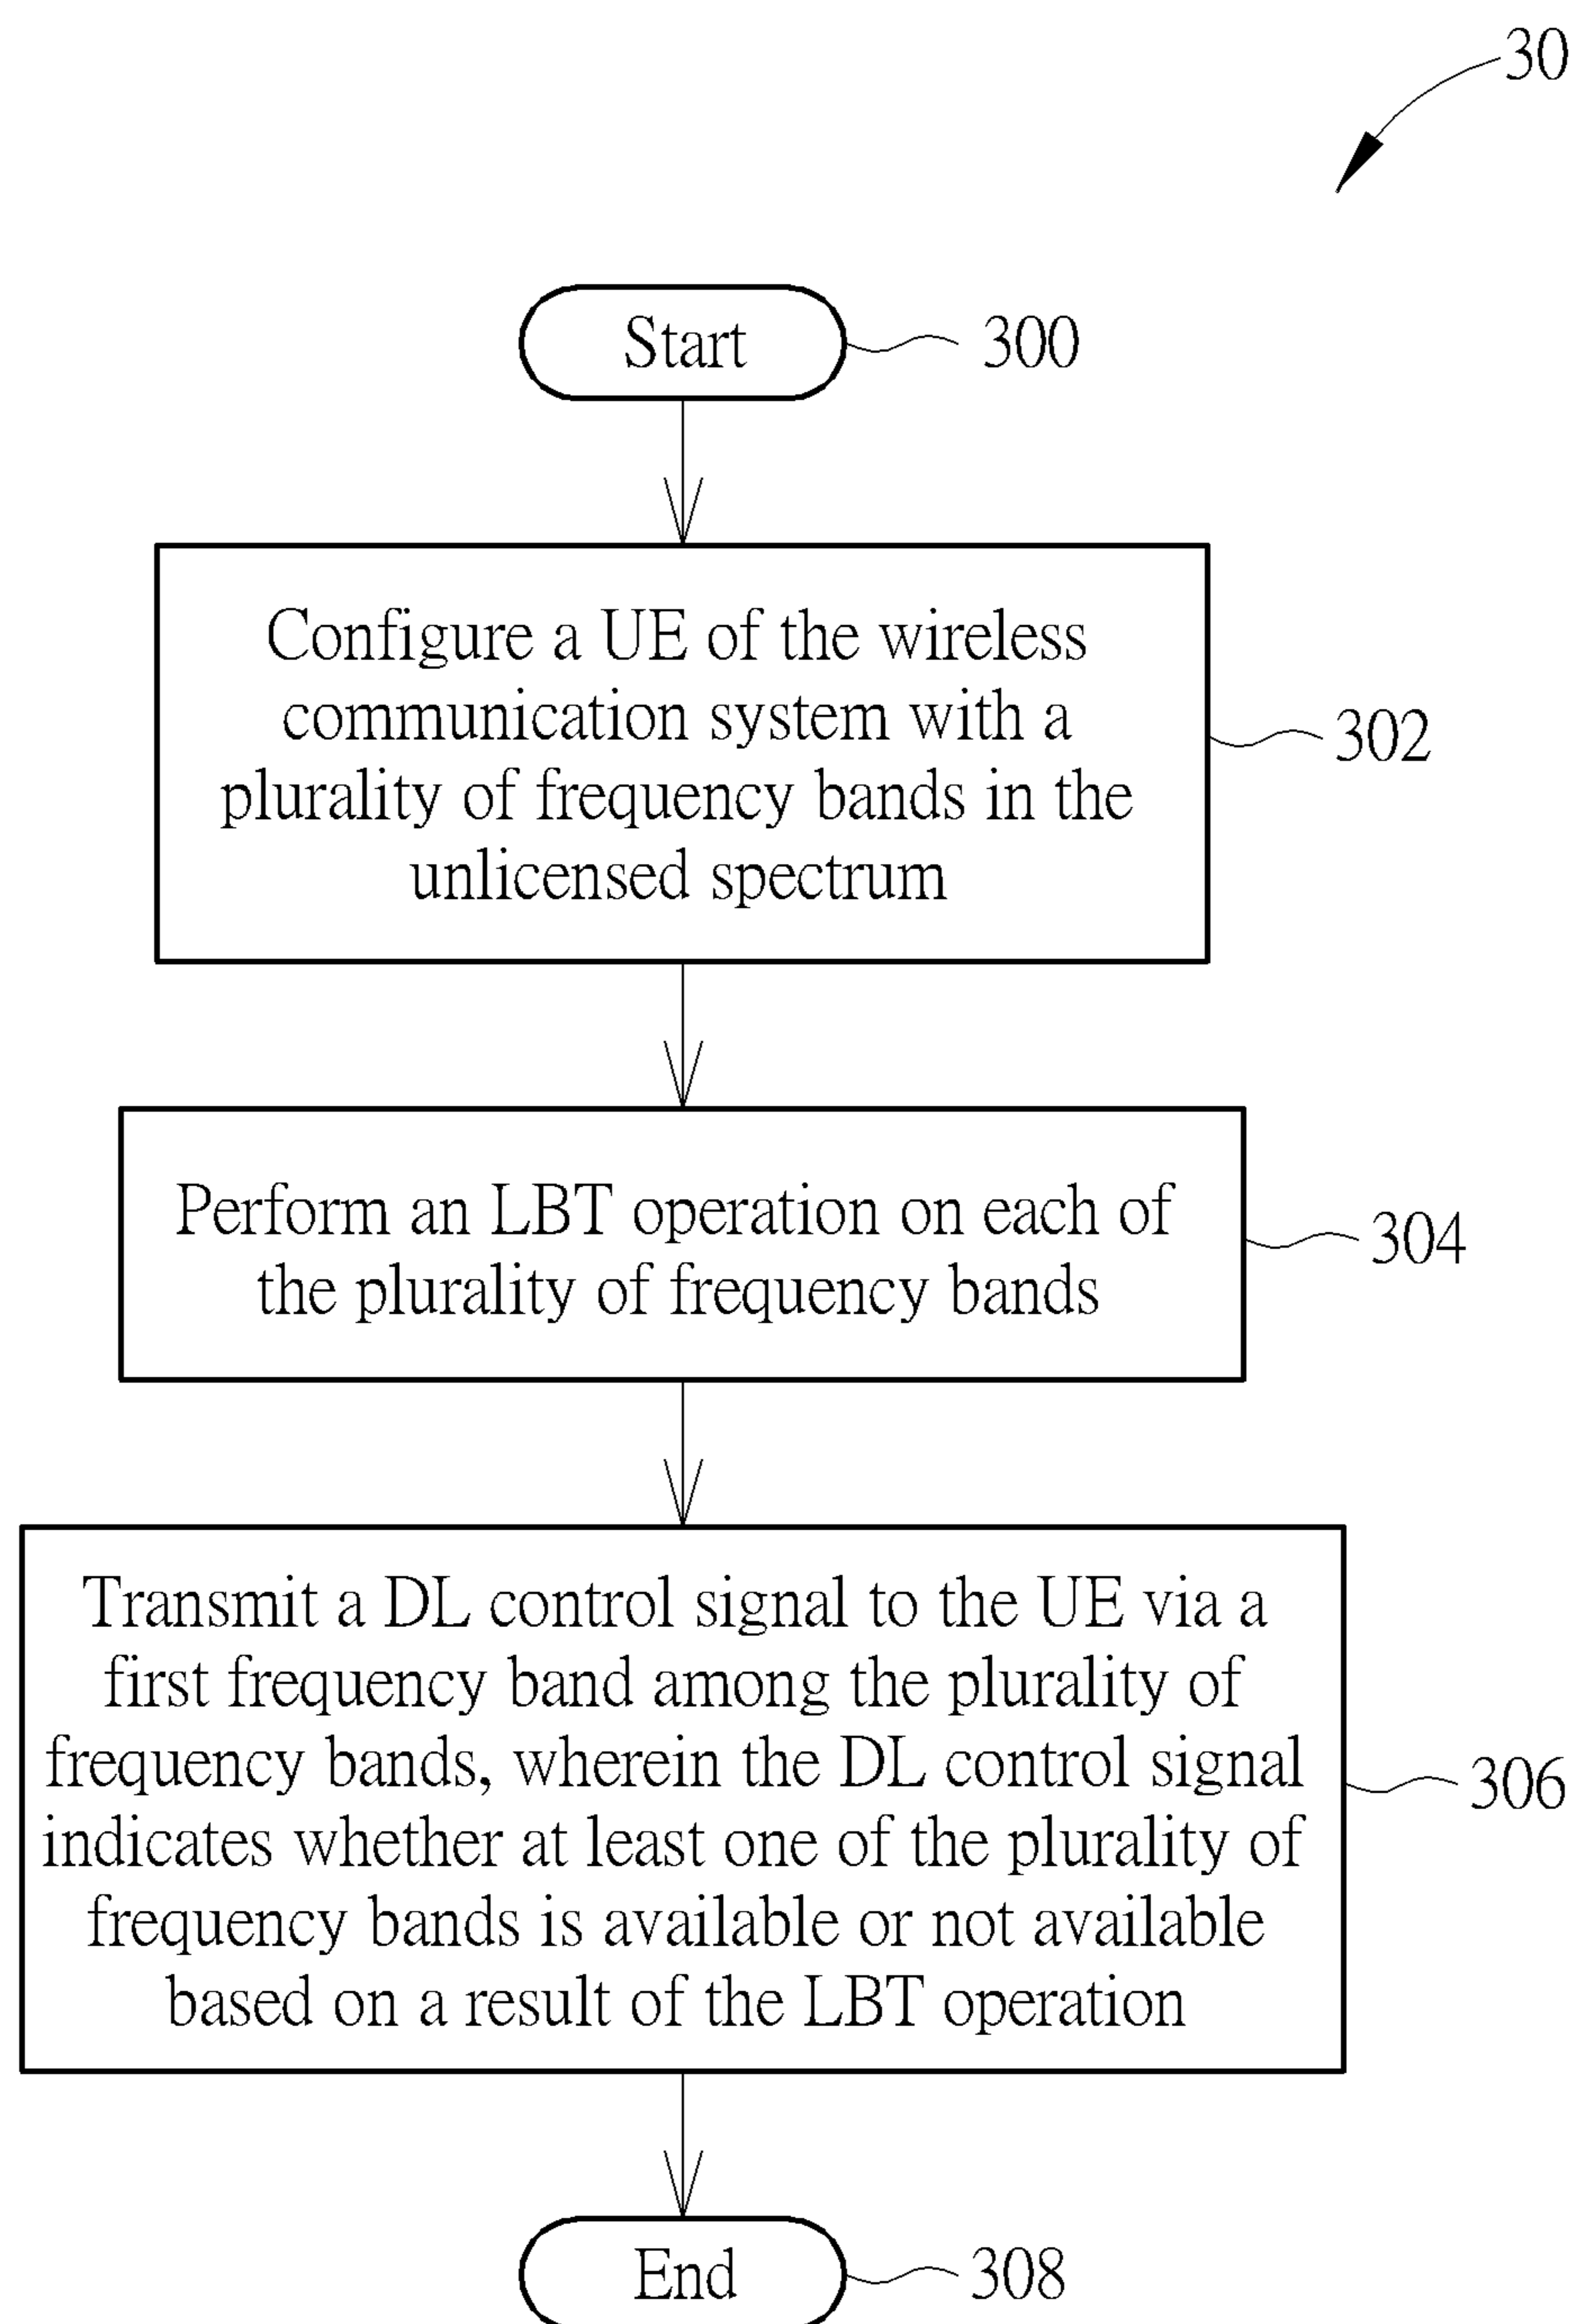 30
Start
300
Configure a UE of the wireless
communication system with a
plurality of frequency bands in the
unlicensed spectrum
302
Perform an LBT operation on each of
the plurality of frequency bands
304
Transmit a DL control signal to the UE via a
first frequency band among the plurality of
frequency bands, wherein the DL control signal
indicates whether at least one of the plurality of
frequency bands is available or not available
based on a result of the LBT operation
306
End
308